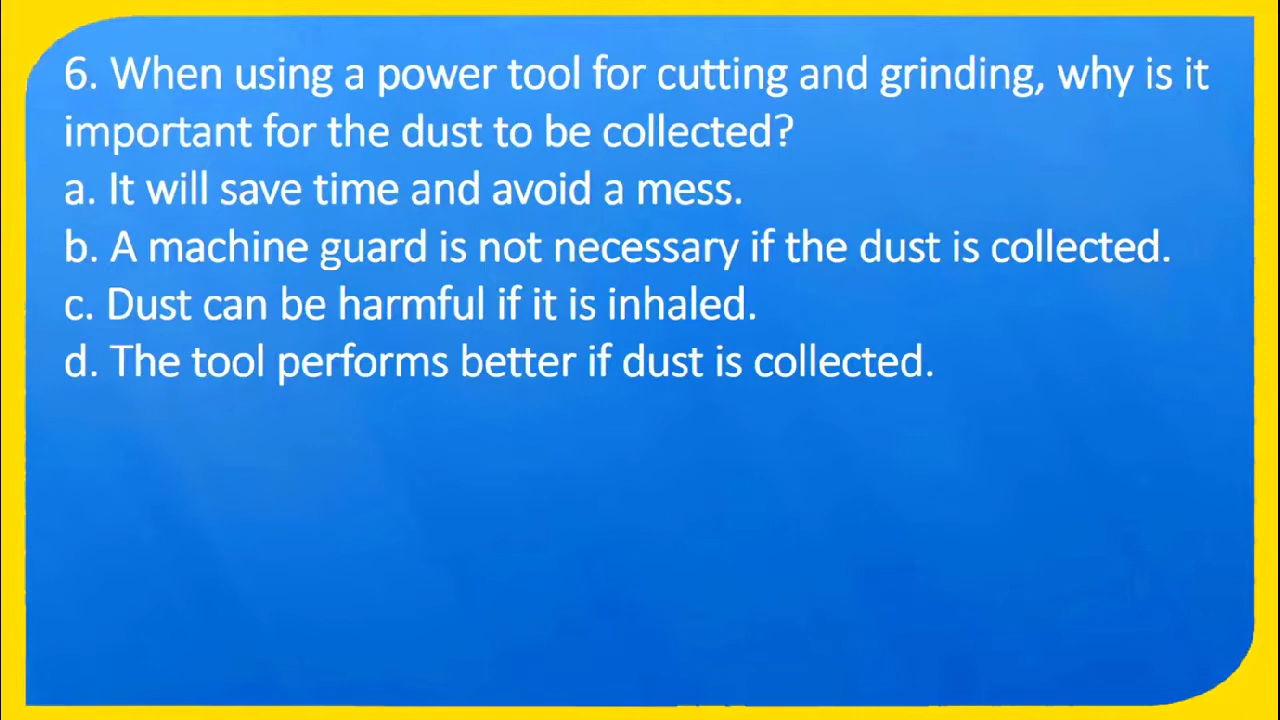 6. When using a power tool for cutting and grinding, why is it
important for the dust to be collected?
a. It will save time and avoid a mess.
b. A machine guard is not necessary if the dust is collected.
c. Dust can be harmful if it is inhaled.
d. The tool performs better if dust is collected.